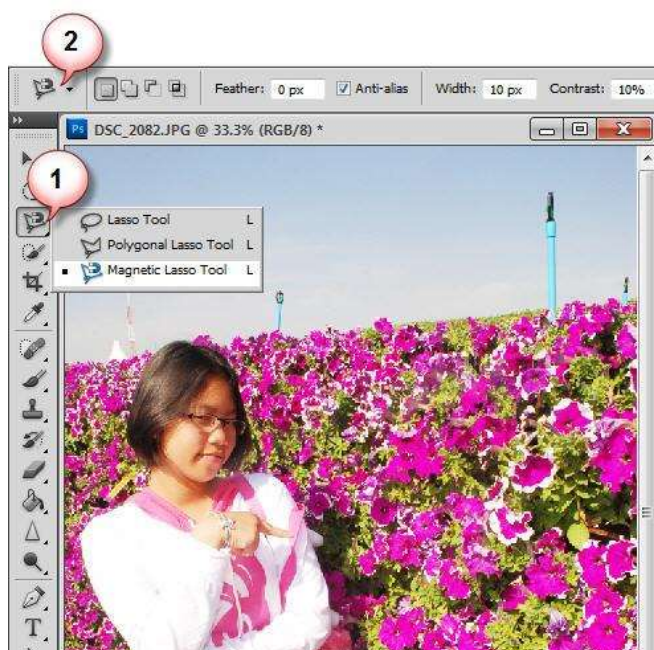 2
Feather: 0 px Anti-alias Width: 10 px Contrast: 10%
Ps DSC_2082.JPG @ 33.3% (RGB/8) *
1
Lasso Tool L
Polygonal Lasso Tool L
Magnetic Lasso Tool L
T